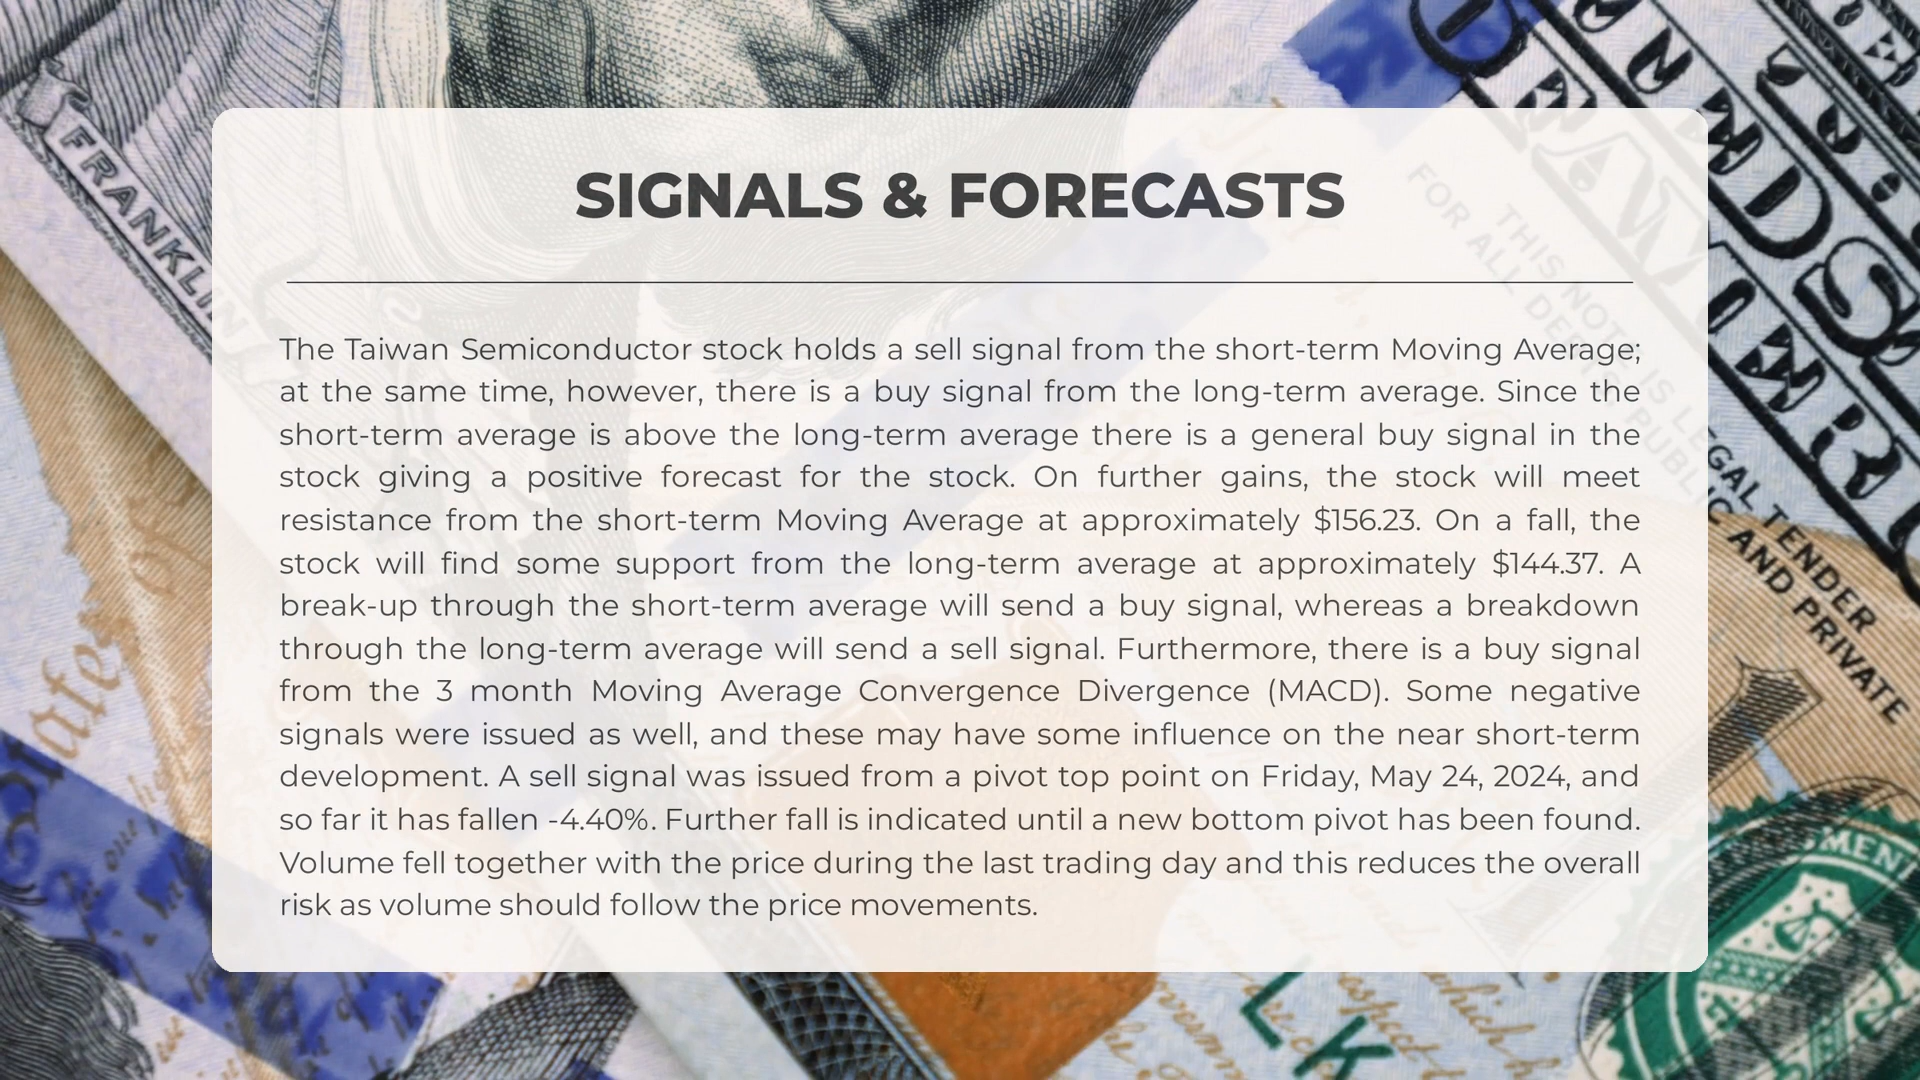 FRANKLIN
SIGNALS & FORECASTS
The Taiwan Semiconductor stock holds a sell signal from the short-term Moving Average;
at the same time, however, there is a buy signal from the long-term average. Since the
short-term average is above the long-term average there is a general buy signal in the
stock giving a positive forecast for the stock. On further gains, the stock will meet
resistance from the short-term Moving Average at approximately $156.23. On a fall, the
stock will find some support from the long-term average at approximately $144.37. A
break-up through the short-term average will send a buy signal, whereas a breakdown
through the long-term average will send a sell signal. Furthermore, there is a buy signal
from the 3 month Moving Average Convergence Divergence (MACD). Some negative
signals were issued as well, and these may have some influence on the near short-term
development. A sell signal was issued from a pivot top point on Friday, May 24, 2024, and
so far it has fallen -4.40%. Further fall is indicated until a new bottom pivot has been found.
Volume fell together with the price during the last trading day and this reduces the overall
risk as volume should follow the price movements.
THIS NOTE IS LEGAL TENDER
FOR ALL DEBTS, PUBLIC AND PRIVATE
L K